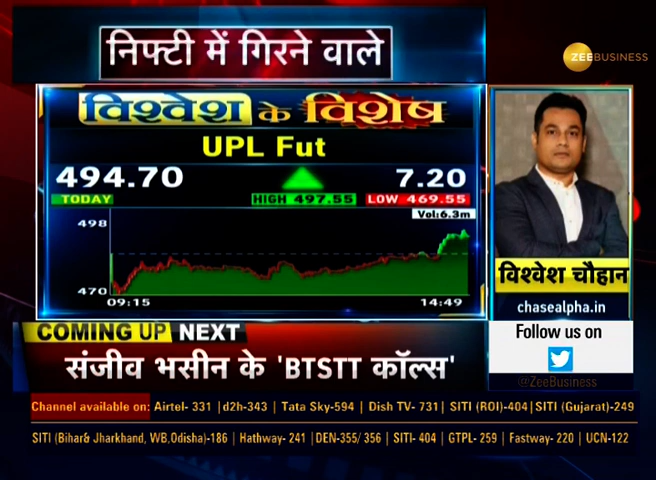 निफ्टी में गिरने वाले
ZEEBUSINESS
विश्वेश के विशेष
UPL Fut
494.70 7.20
TODAY HIGH 497.55 LOW 469.55
Vol:6.3m
498
470
09:15 14:49
विश्वेश चौहान
chasealpha.in
Follow us on
@ZeeBusiness
COMING UP NEXT
संजीव भसीन के 'BTSTT कॉल्स'
Channel available on: Airtel- 331 |d2h-343 | Tata Sky-594 | Dish TV- 731| SITI (ROI)-404|SITI (Gujarat)-249
SITI (Bihar& Jharkhand, WB,Odisha)-186 | Hathway- 241 |DEN-355/ 356 | SITI- 404 | GTPL- 259 | Fastway- 220 | UCN-122